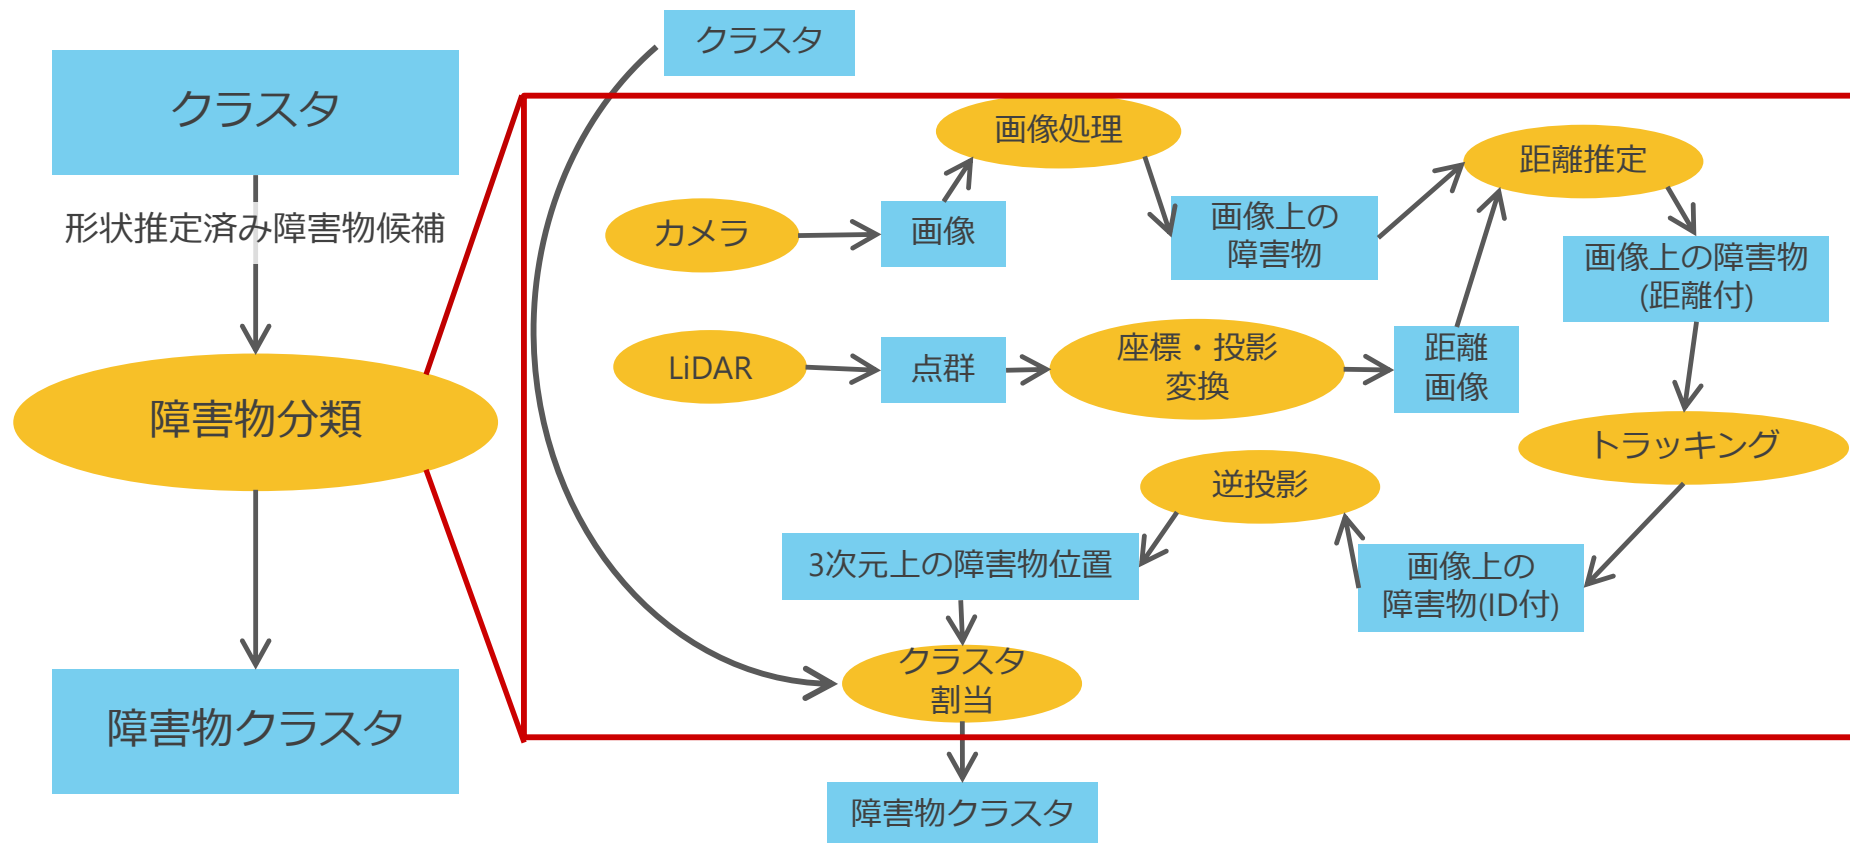 クラスタ
形状推定済み障害物候補
障害物分類
障害物クラスタ
クラスタ
画像処理
カメラ
画像
画像上の
障害物
距離推定
画像上の障害物
(距離付)
LiDAR
点群
座標・投影
変換
距離
画像
トラッキング
画像上の
障害物(ID付)
逆投影
3次元上の障害物位置
クラスタ
割当
障害物クラスタ